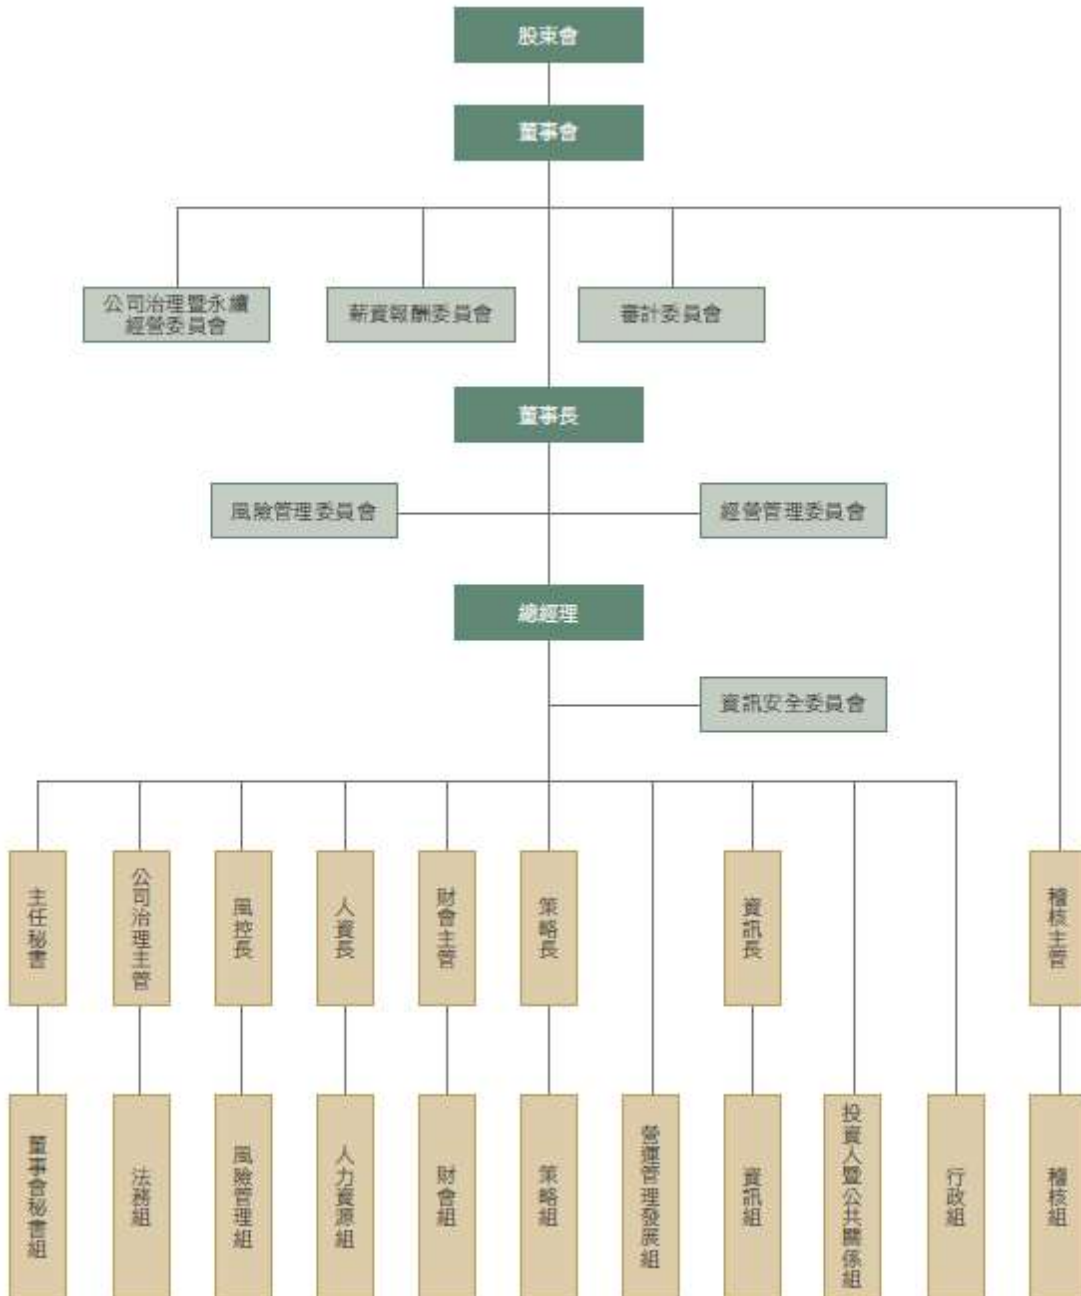 股東會
董事會
公司治理暨永續
經營委員會
薪資報酬委員會
審計委員會
董事長
風險管理委員會
經營管理委員會
總經理
資訊安全委員會
主任秘書
公司治理主管
風控長
人資長
財會主管
策略長
資訊長
稽核主管
董事會秘書組
法務組
風險管理組
人力資源組
財會組
策略組
營運管理發展組
資訊組
投資人暨公共關係組
行政組
稽核組